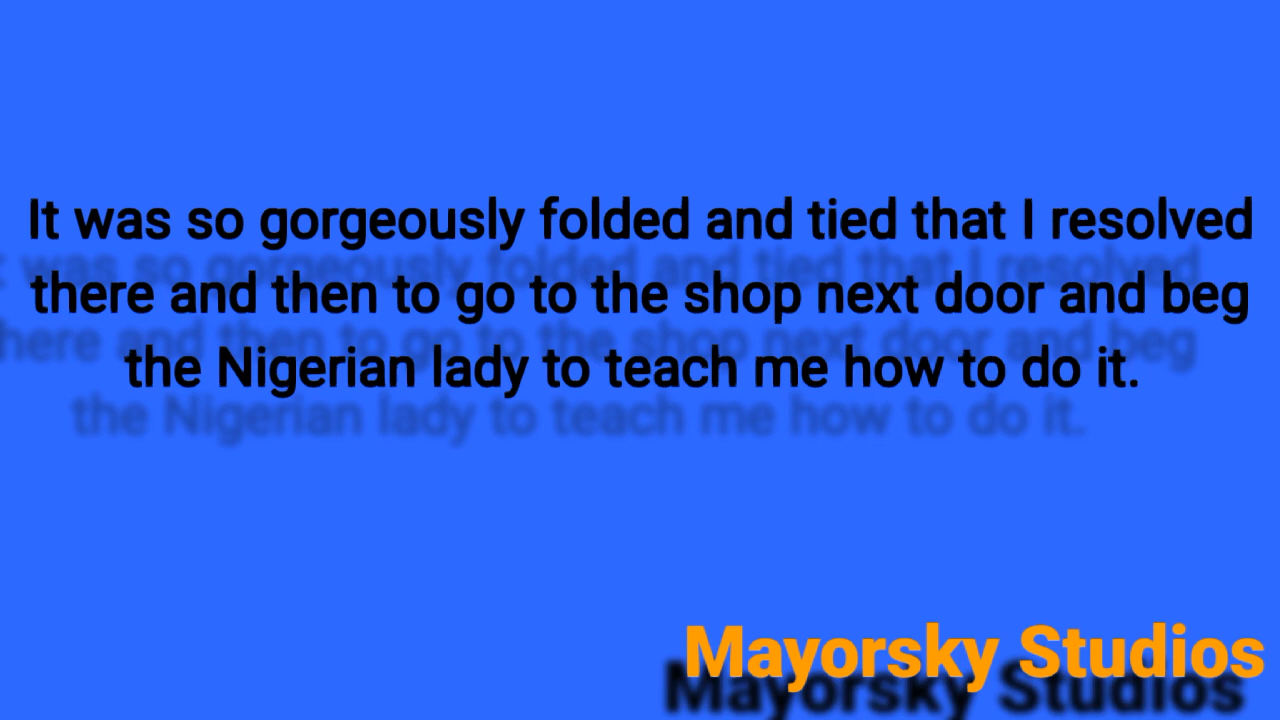 It was so gorgeously folded and tied that I resolved
there and then to go to the shop next door and beg
the Nigerian lady to teach me how to do it.
Mayorsky Studios